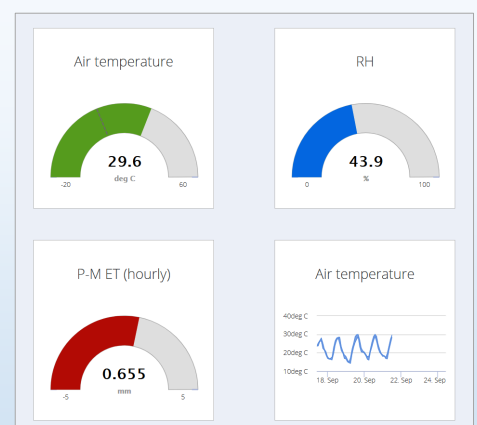 Air temperature
29.6
deg C
-20
60
RH
43.9
%
0
100
P-M ET (hourly)
0.655
mm
-5
5
Air temperature
40deg C
30deg C
20deg C
10deg C
18. Sep
20. Sep
22. Sep
24. Sep